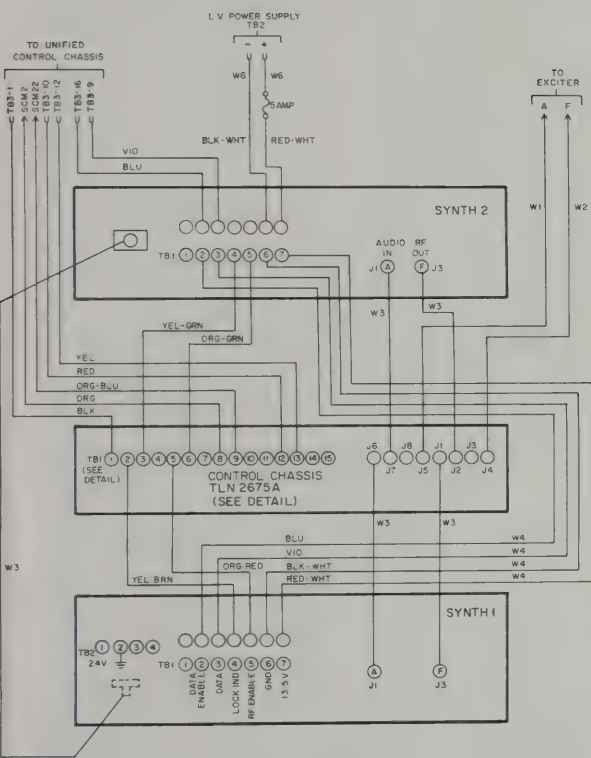 L V POWER SUPPLY
TB2
- +
TO UNIFIED
CONTROL CHASSIS
TB3-1
SCM2
SCM22
TB3-10
TB3-12
TB3-16
TB3-9
W6 W6
5 AMP
BLK-WHT RED-WHT
TO
EXCITER
A F
VIO
BLU
W1 W2
SYNTH 2
TB1 1 2 3 4 5 6 7
AUDIO IN
RF OUT
J1 A F J3
W3 W3
YEL-GRN
ORG-GRN
YEL
RED
ORG-BLU
ORG
BLK
TB1 1 2 3 4 5 6 7 8 9 10 11 12 13 14 15
(SEE
DETAIL)
J6 J7 J8 J5 J1 J2 J3 J4
CONTROL CHASSIS
TLN 2675A
(SEE DETAIL)
W3
W3 W3
BLU W4
VIO W4
ORG-RED BLK-WHT W4
YEL BRN RED-WHT W4
SYNTH 1
TB2 1 2 3 4
24V
TB1 1 2 3 4 5 6 7
DATA ENABLE
DATA
LOCK IND
RF ENABLE
GND
13 5 V
A F
J1 J3